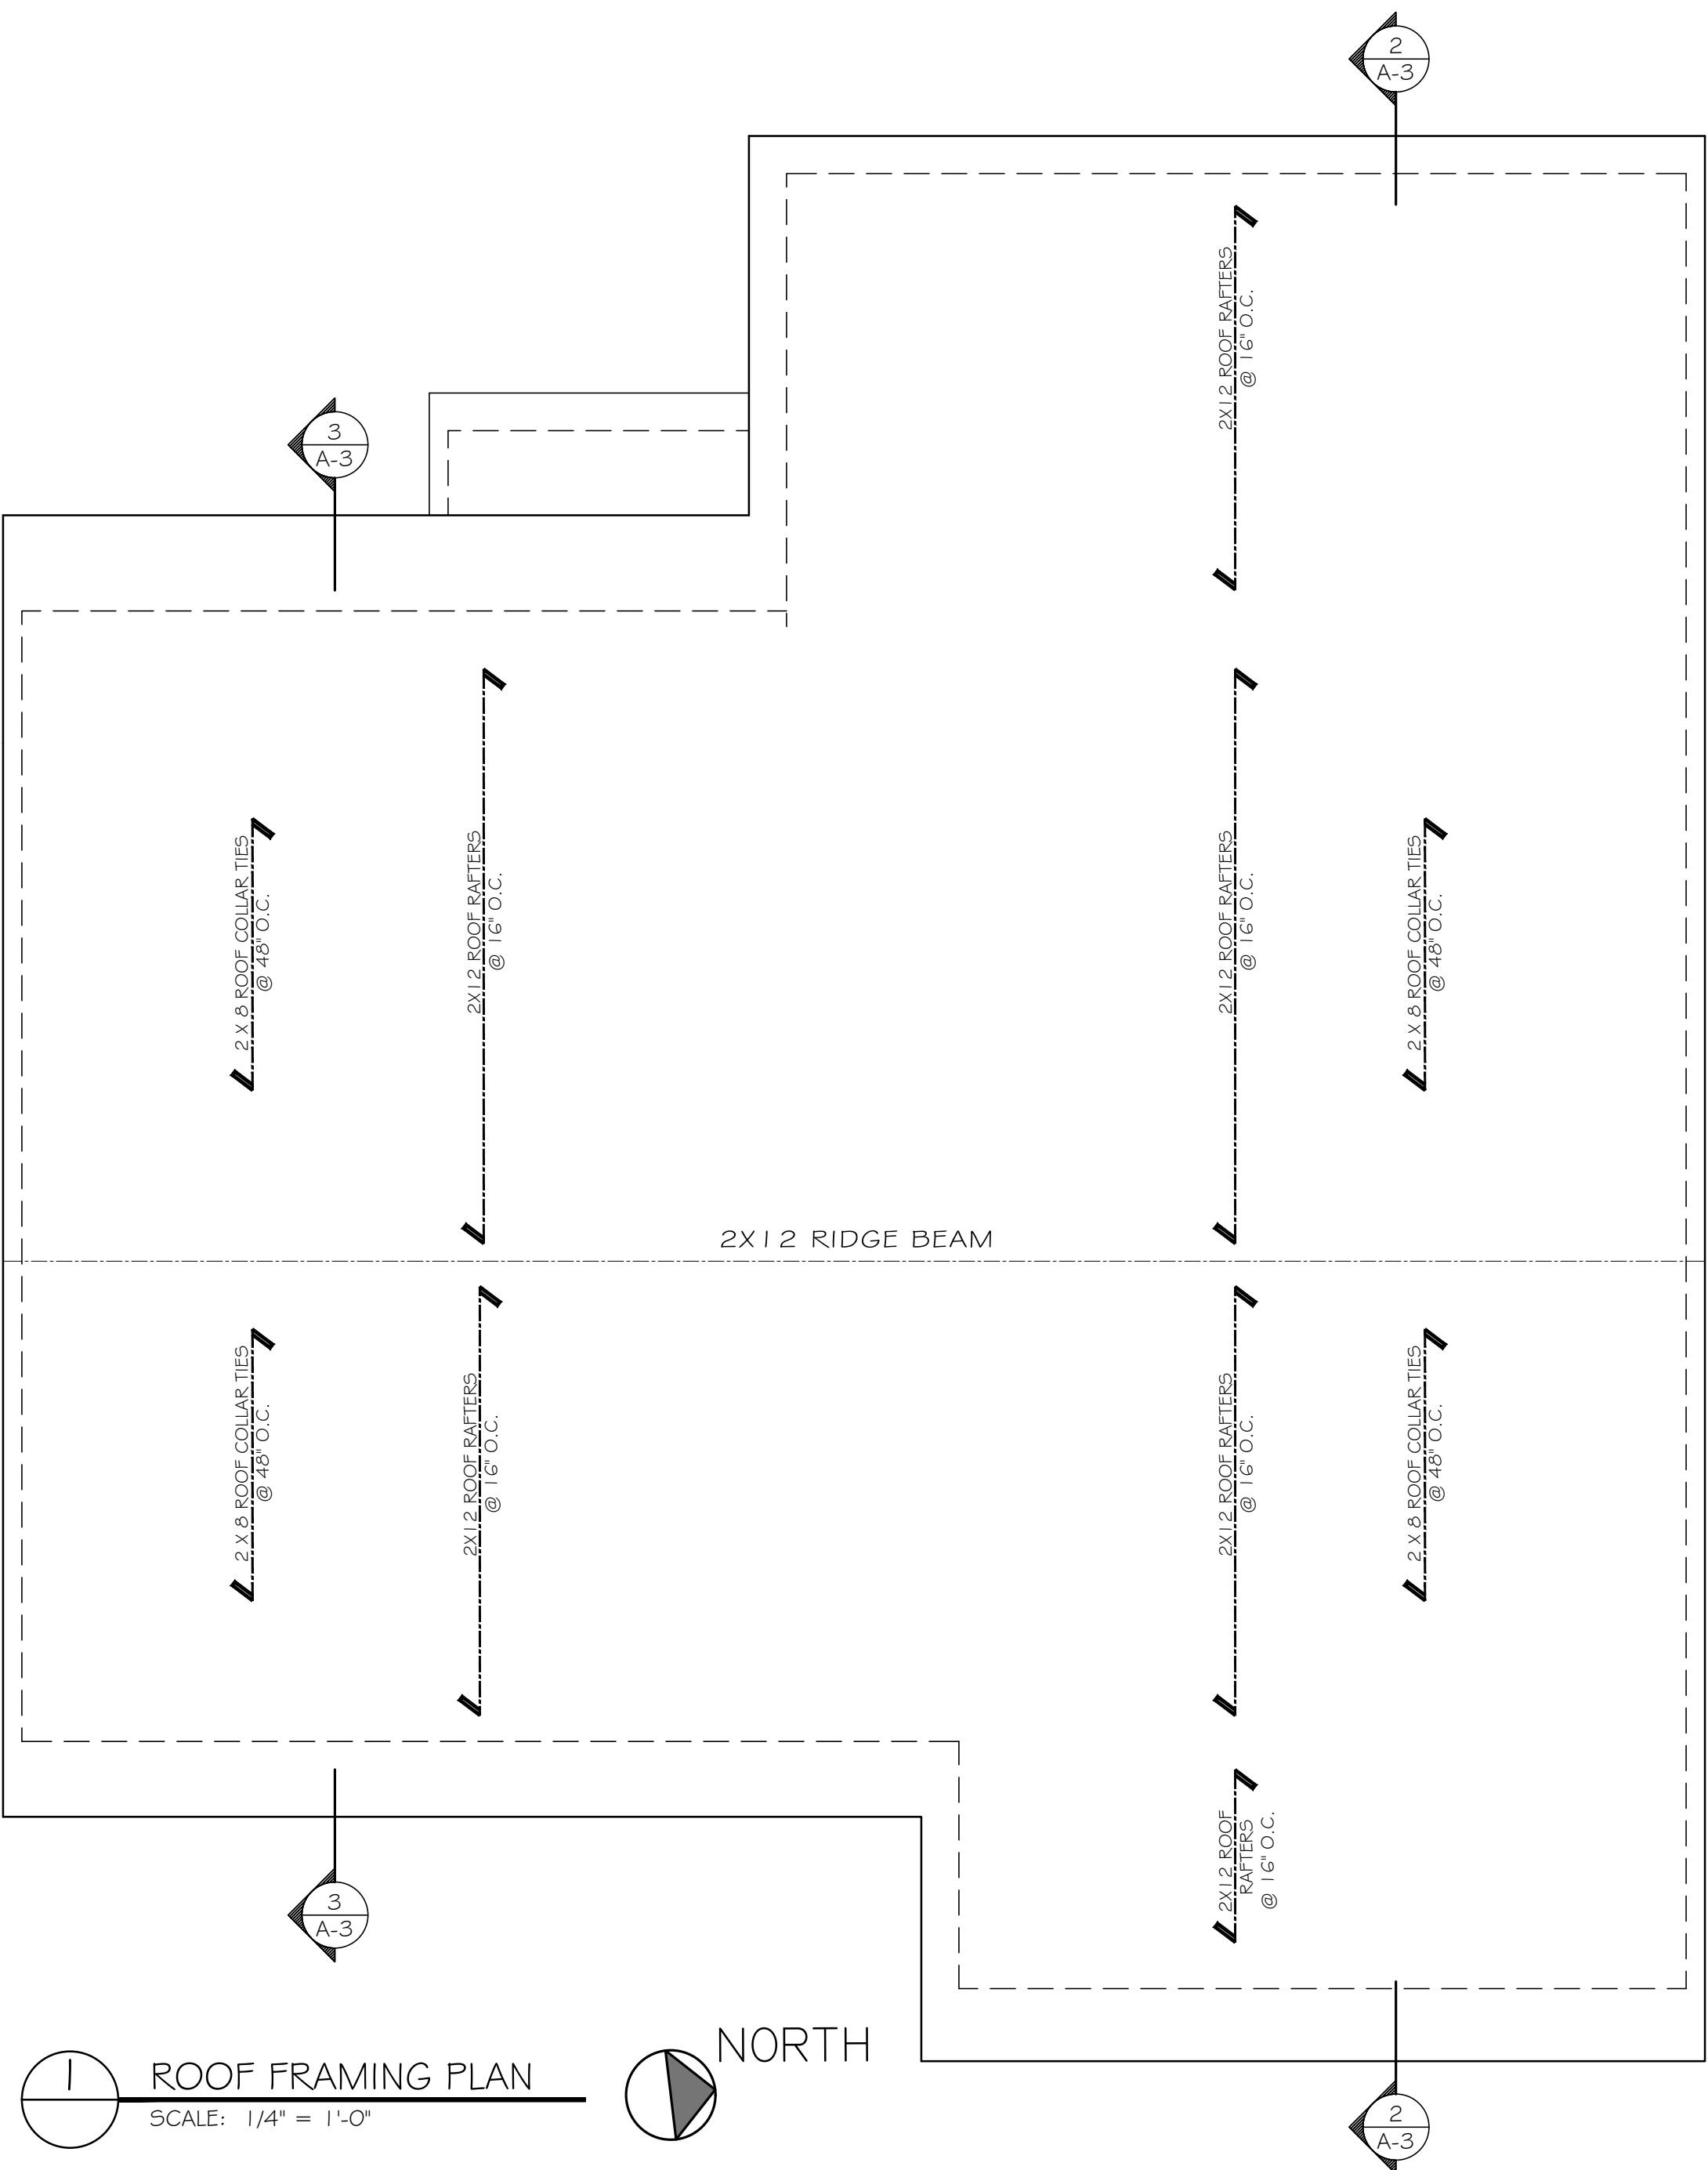 2
A-3
2X12 ROOF RAFTERS
@ 16" O.C.
3
A-3
2 X 8 ROOF COLLAR TIES
@ 48" O.C.
2X12 ROOF RAFTERS
@ 16" O.C.
2X12 ROOF RAFTERS
@ 16" O.C.
2 X 8 ROOF COLLAR TIES
@ 48" O.C.
2X12 RIDGE BEAM
2 X 8 ROOF COLLAR TIES
@ 48" O.C.
2X12 ROOF RAFTERS
@ 16" O.C.
2X12 ROOF RAFTERS
@ 16" O.C.
2 X 8 ROOF COLLAR TIES
@ 48" O.C.
2X12 ROOF
RAFTERS
@ 16" O.C.
3
A-3
NORTH
1
ROOF FRAMING PLAN
SCALE: 1/4" = 1'-0"
2
A-3